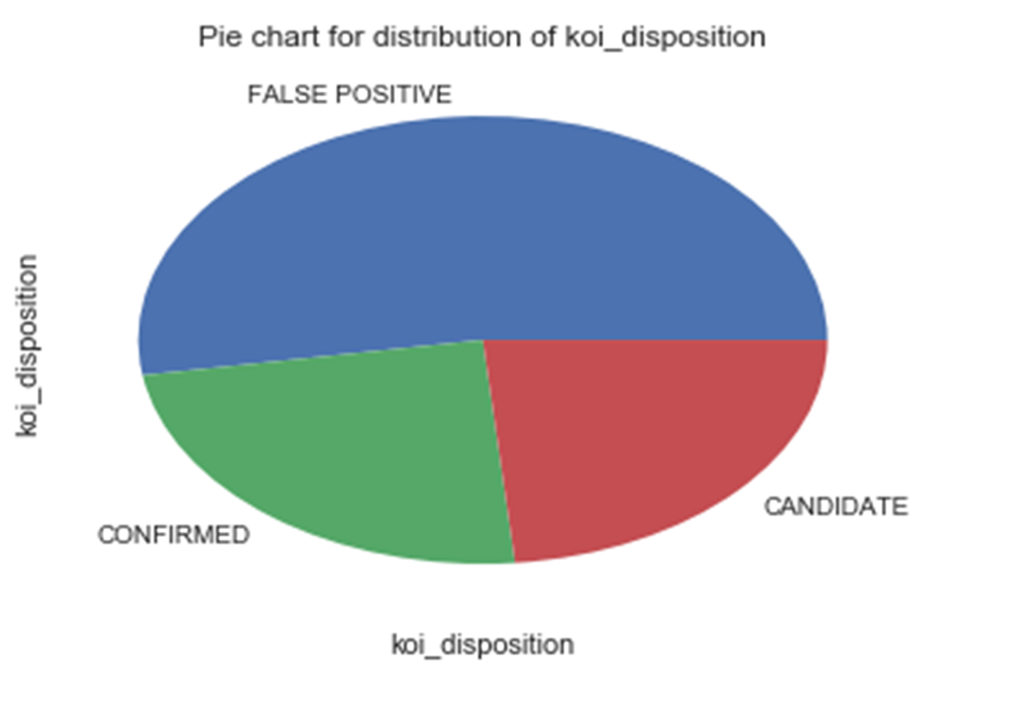 Pie chart for distribution of koi_disposition
FALSE POSITIVE
koi_disposition
CANDIDATE
CONFIRMED
koi_disposition